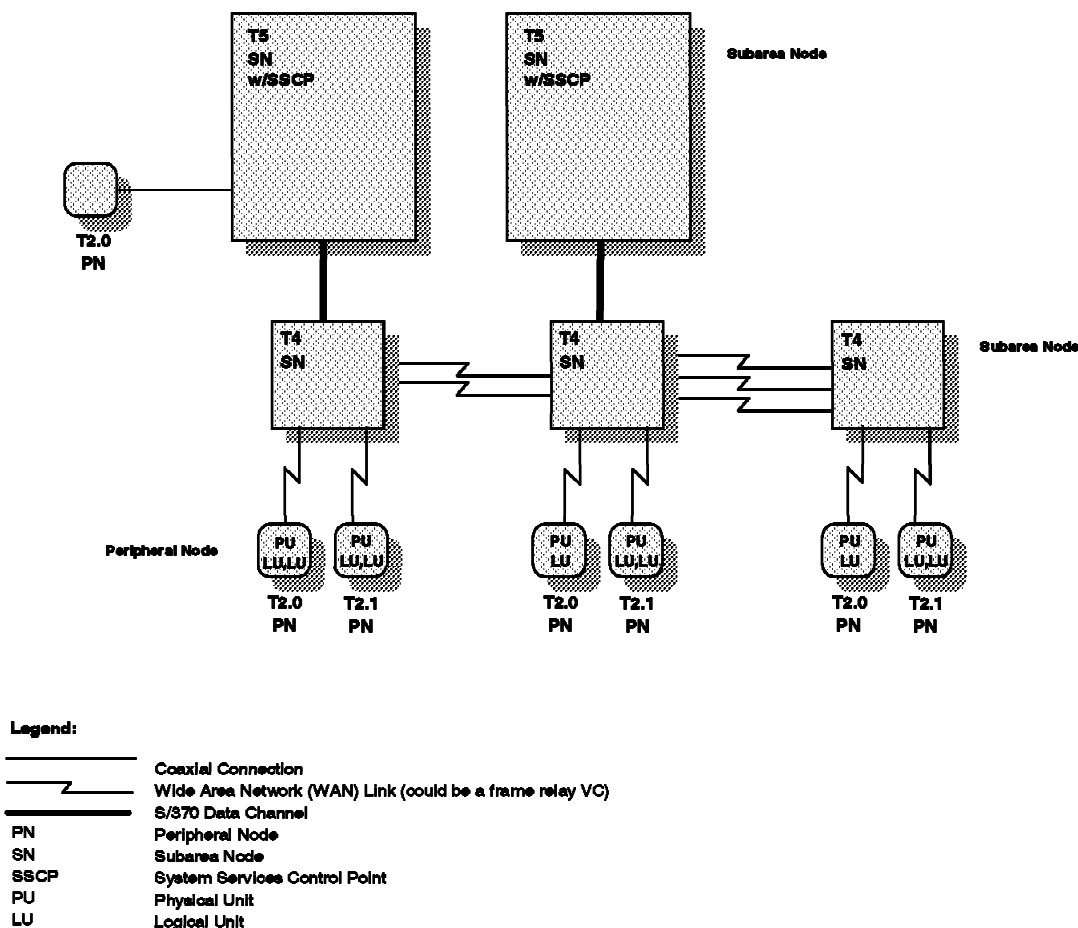 T5
SN
w/SSCP
T5
SN
w/SSCP
Subarea Node
T2.0
PN
T4
SN
T4
SN
T4
SN
Subarea Node
Peripheral Node
PU
LU,LU
PU
LU,LU
PU
LU
PU
LU,LU
PU
LU
PU
LU,LU
T2.0
PN
T2.1
PN
T2.0
PN
T2.1
PN
T2.0
PN
T2.1
PN
Legend:
Coaxial Connection
Wide Area Network (WAN) Link (could be a frame relay VC)
S/370 Data Channel
PN Peripheral Node
SN Subarea Node
SSCP System Services Control Point
PU Physical Unit
LU Logical Unit